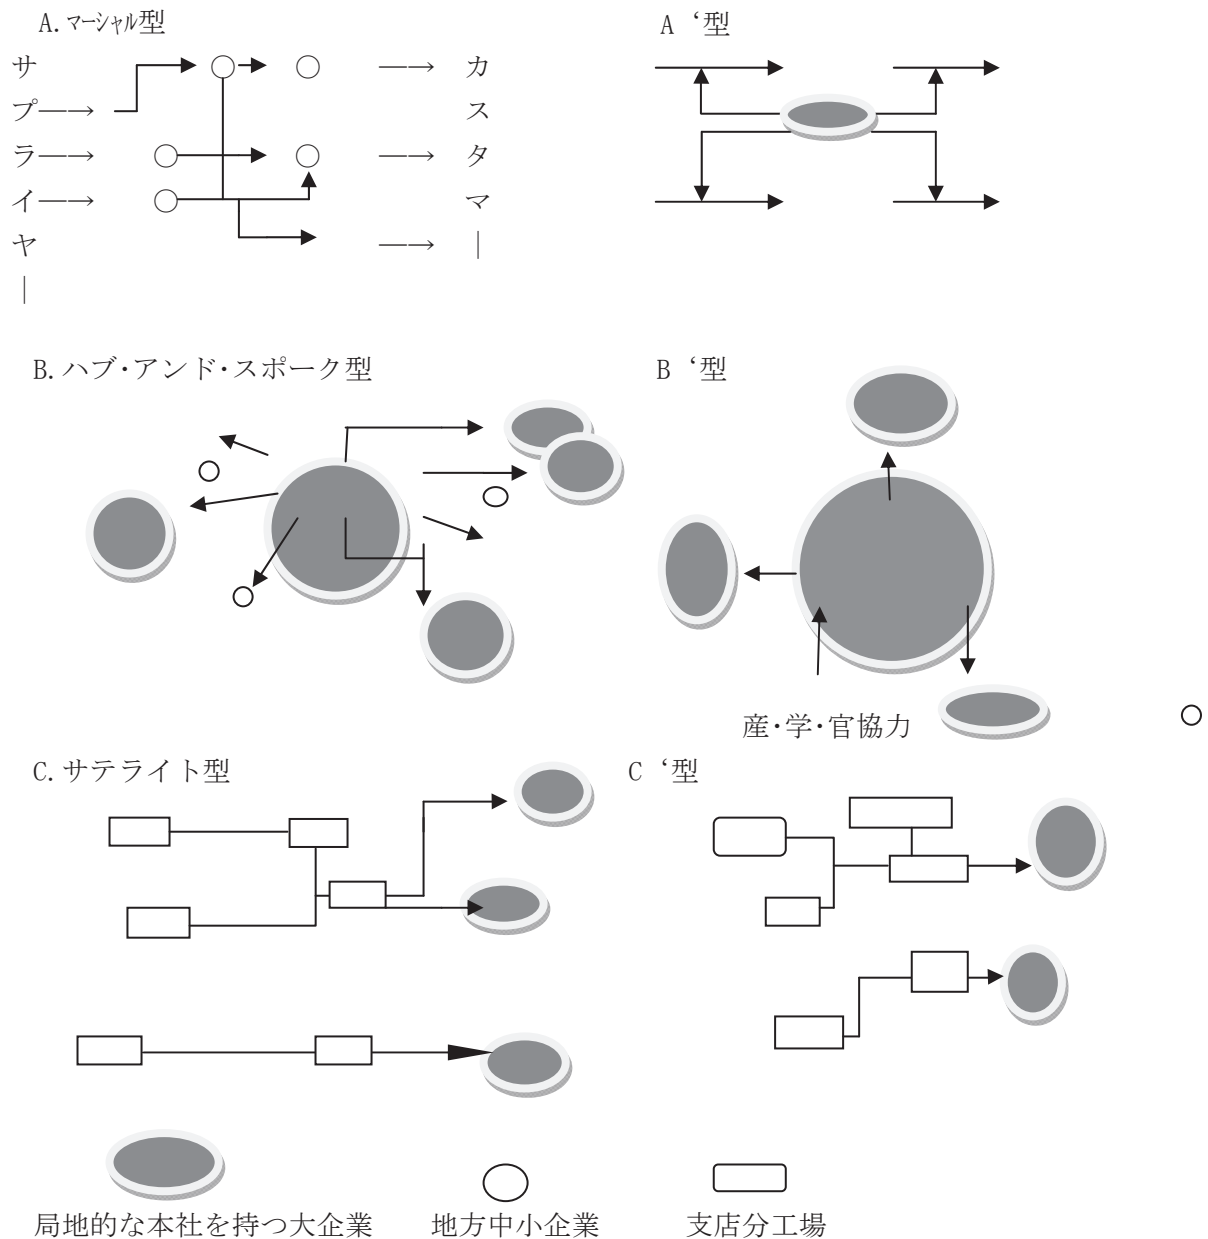 A.マーシャル型
A‘型
サ カ
プ―→ ス
ラ―→ タ
イ―→ マ
ヤ ―→ |
|
B.ハブ・アンド・スポーク型
B‘型
産・学・官協力
C.サテライト型
C‘型
局地的な本社を持つ大企業
地方中小企業
支店分工場